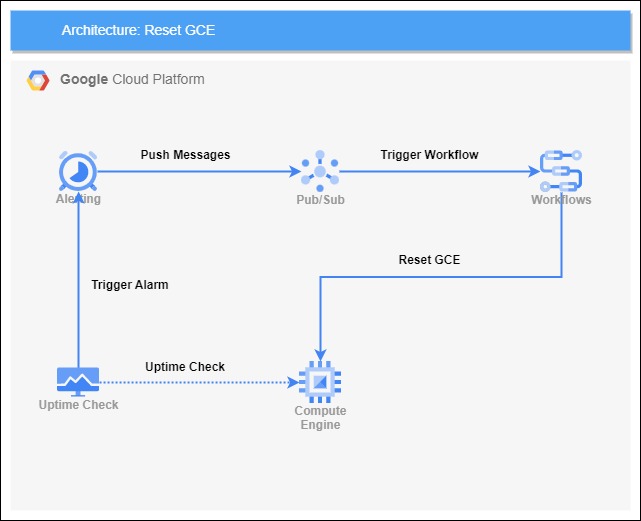 Architecture: Reset GCE
Google Cloud Platform
Push Messages
Trigger Workflow
Alerting
Pub/Sub
Workflows
Reset GCE
Trigger Alarm
Uptime Check
Uptime Check
Compute
Engine